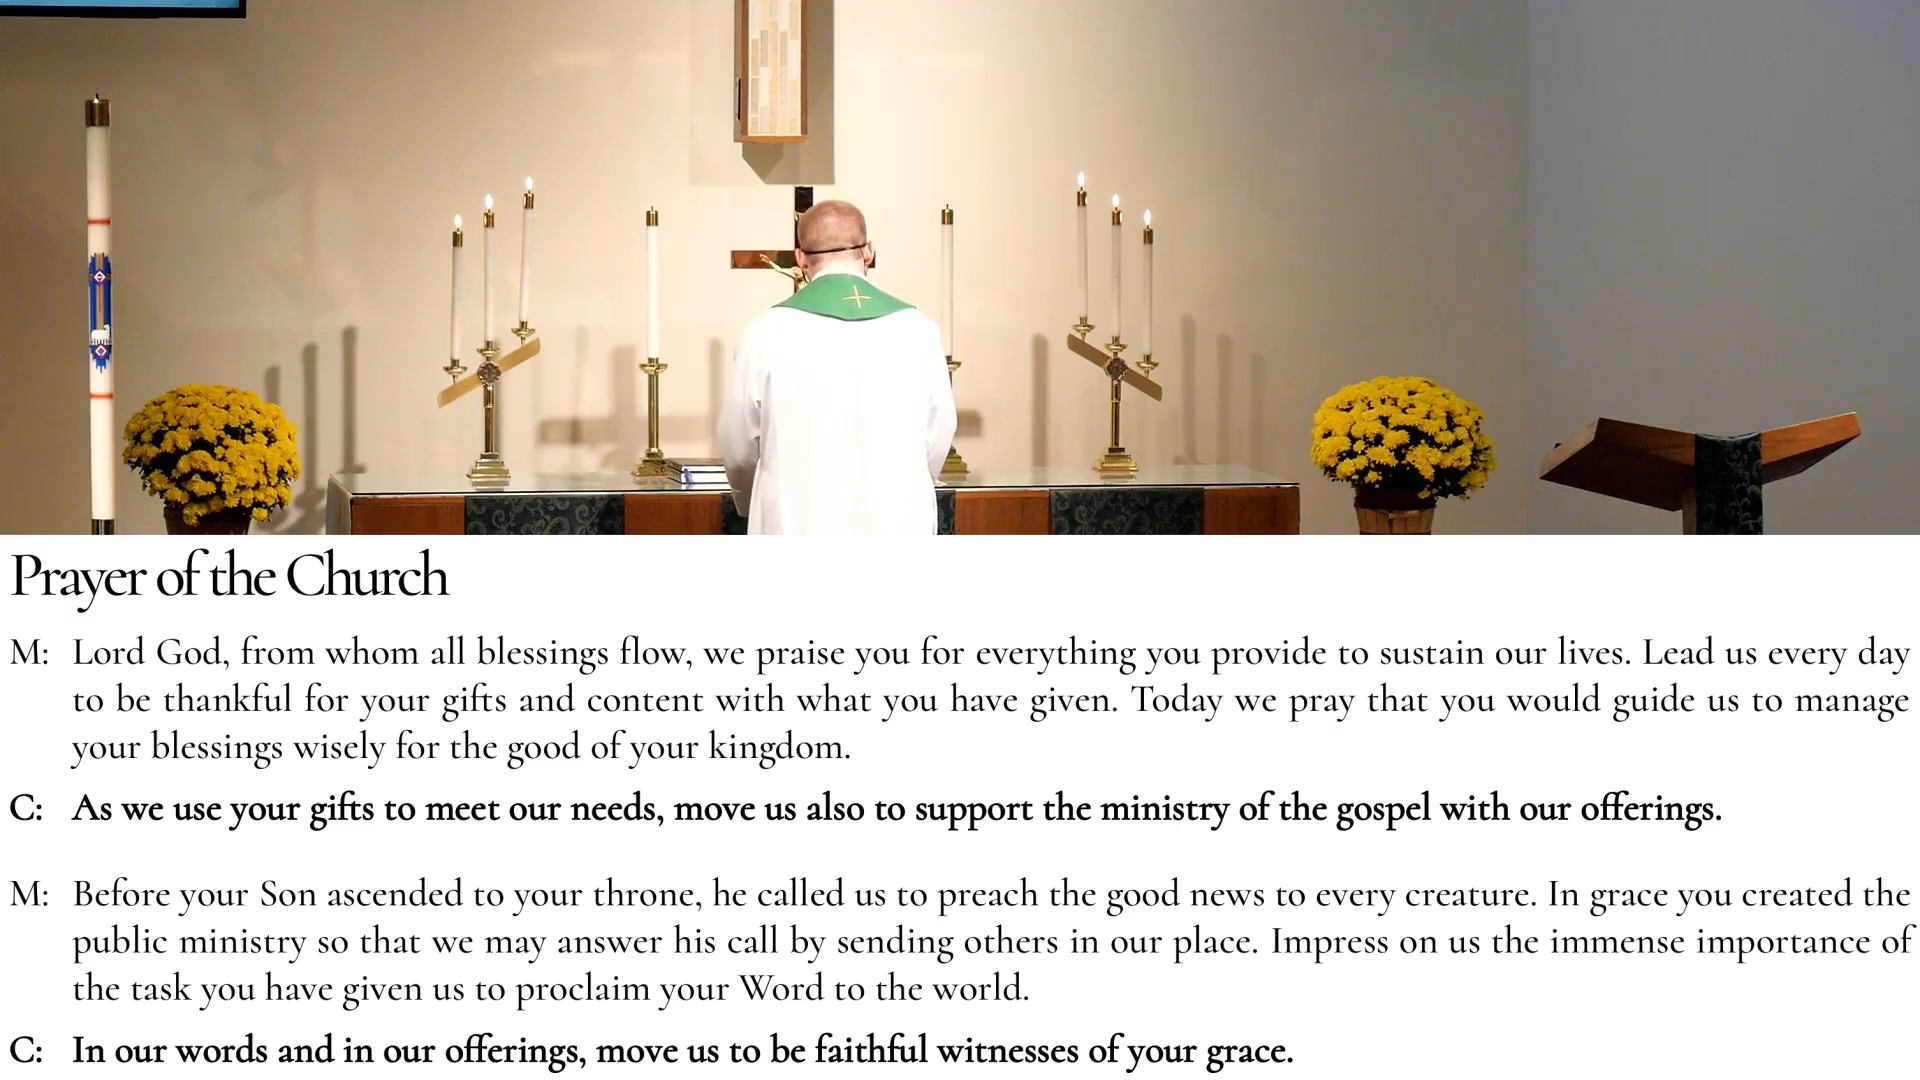 Prayer of the Church
M: Lord God, from whom all blessings flow, we praise you for everything you provide to sustain our lives. Lead us every day
to be thankful for your gifts and content with what you have given. Today we pray that you would guide us to manage
your blessings wisely for the good of your kingdom.
C: As we use your gifts to meet our needs, move us also to support the ministry of the gospel with our offerings.
M: Before your Son ascended to your throne, he called us to preach the good news to every creature. In grace you created the
public ministry so that we may answer his call by sending others in our place. Impress on us the immense importance of
the task you have given us to proclaim your Word to the world.
C: In our words and in our offerings, move us to be faithful witnesses of your grace.